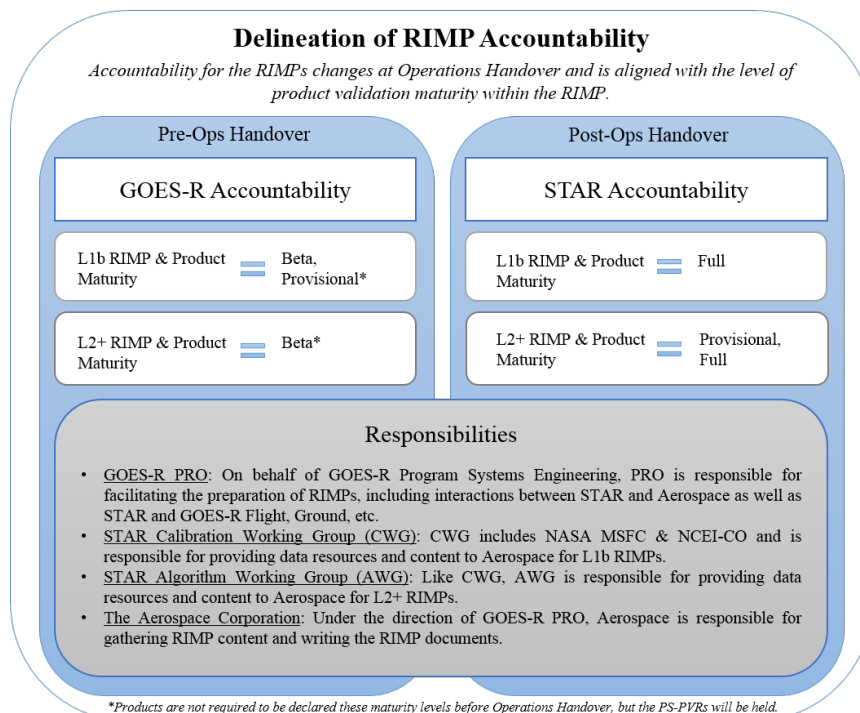 Delineation of RIMP Accountability
Accountability for the RIMPs changes at Operations Handover and is aligned with the level of
product validation maturity within the RIMP.
Pre-Ops Handover
GOES-R Accountability
L1b RIMP & Product
Maturity
Beta,
Provisional*
L2+ RIMP & Product
Maturity
Beta*
Post-Ops Handover
STAR Accountability
L1b RIMP & Product
Maturity
Full
L2+ RIMP & Product
Maturity
Provisional,
Full
Responsibilities
• GOES-R PRO: On behalf of GOES-R Program Systems Engineering, PRO is responsible for
facilitating the preparation of RIMPs, including interactions between STAR and Aerospace as well as
STAR and GOES-R Flight, Ground, etc.
• STAR Calibration Working Group (CWG): CWG includes NASA MSFC & NCEI-CO and is
responsible for providing data resources and content to Aerospace for L1b RIMPs.
• STAR Algorithm Working Group (AWG): Like CWG, AWG is responsible for providing data
resources and content to Aerospace for L2+ RIMPs.
• The Aerospace Corporation: Under the direction of GOES-R PRO, Aerospace is responsible for
gathering RIMP content and writing the RIMP documents.
*Products are not required to be declared these maturity levels before Operations Handover, but the PS-PVRs will be held.